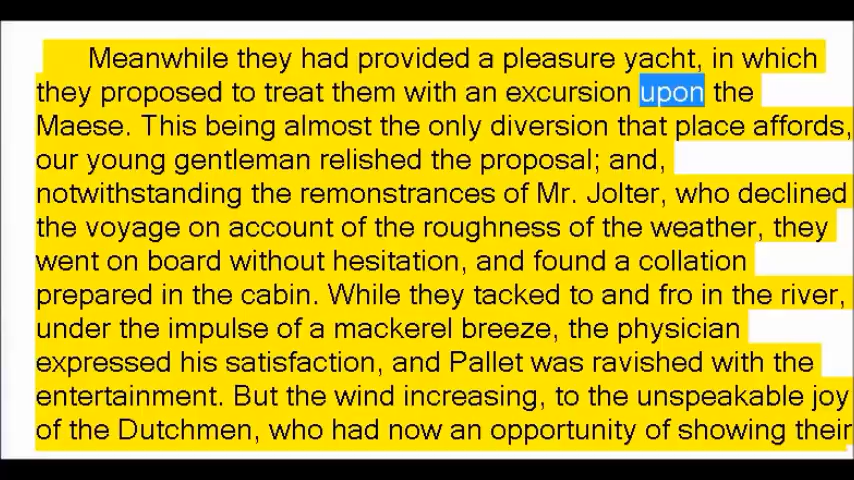 Meanwhile they had provided a pleasure yacht, in which
they proposed to treat them with an excursion upon the
Maese. This being almost the only diversion that place affords,
our young gentleman relished the proposal; and,
notwithstanding the remonstrances of Mr. Jolter, who declined
the voyage on account of the roughness of the weather, they
went on board without hesitation, and found a collation
prepared in the cabin. While they tacked to and fro in the river,
under the impulse of a mackerel breeze, the physician
expressed his satisfaction, and Pallet was ravished with the
entertainment. But the wind increasing, to the unspeakable joy
of the Dutchmen, who had now an opportunity of showing their